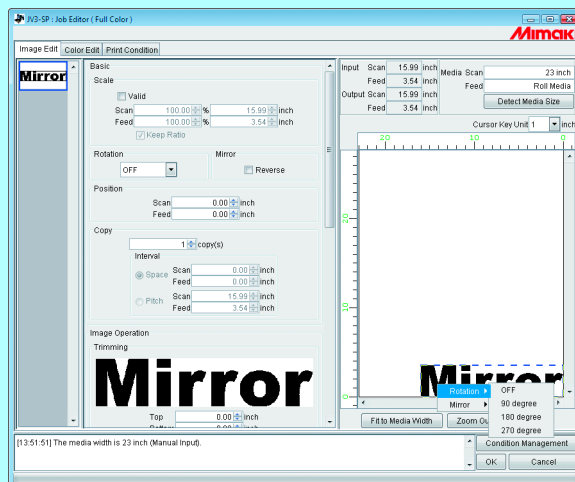 JV3-SP : Job Editor ( Full Color )
Mimaki
Image Edit Color Edit Print Condition
Mirror
Basic
Scale
Valid
Scan 100.00 % 15.99 inch
Feed 100.00 % 3.54 inch
Keep Ratio
Rotation Mirror
OFF Reverse
Position
Scan 0.00 inch
Feed 0.00 inch
Copy
1 copy(s)
Interval
Space Scan 0.00 inch
Feed 0.00 inch
Pitch Scan 15.99 inch
Feed 3.54 inch
Image Operation
Trimming
Mirror
Top 0.00 inch
Input Scan 15.99 inch
Feed 3.54 inch
Output Scan 15.99 inch
Feed 3.54 inch
Media Scan 23 inch
Feed Roll Media
Detect Media Size
Cursor Key Unit 1 inch
20 10 0
20
10
0
Mirror
Rotation OFF
Mirror 90 degree
180 degree
270 degree
Fit to Media Width Zoom Ou
[13:51:51] The media width is 23 inch (Manual Input).
Condition Management
OK Cancel